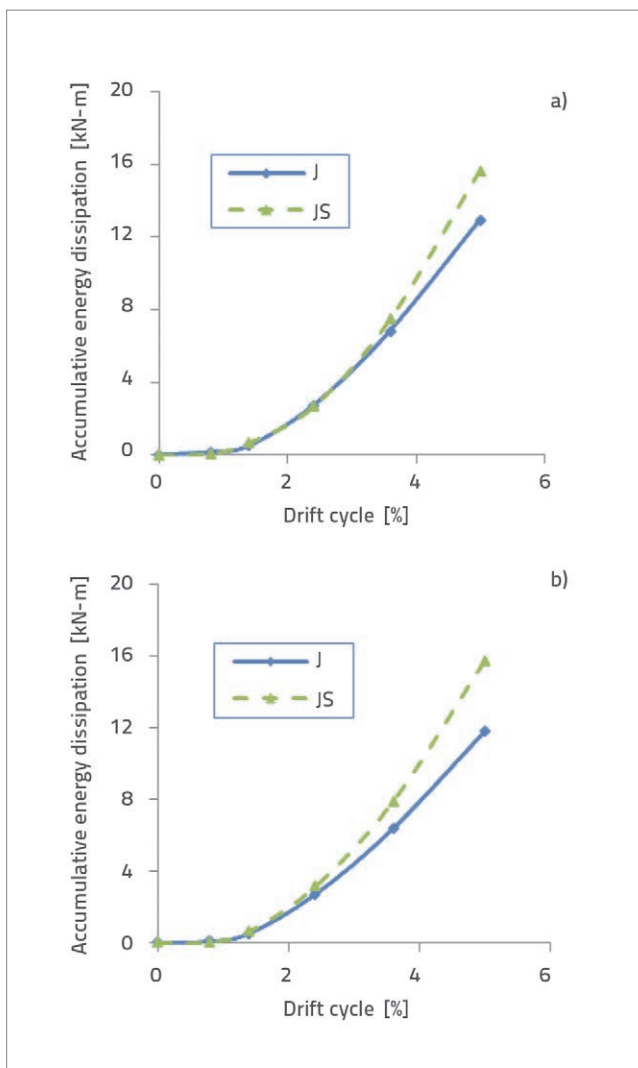 a)
Accumulative energy dissipation [kN-m]
20
16
12
8
4
0
J
JS
0 2 4 6
Drift cycle [%]
b)
Accumulative energy dissipation [kN-m]
20
16
12
8
4
0
J
JS
0 2 4 6
Drift cycle [%]